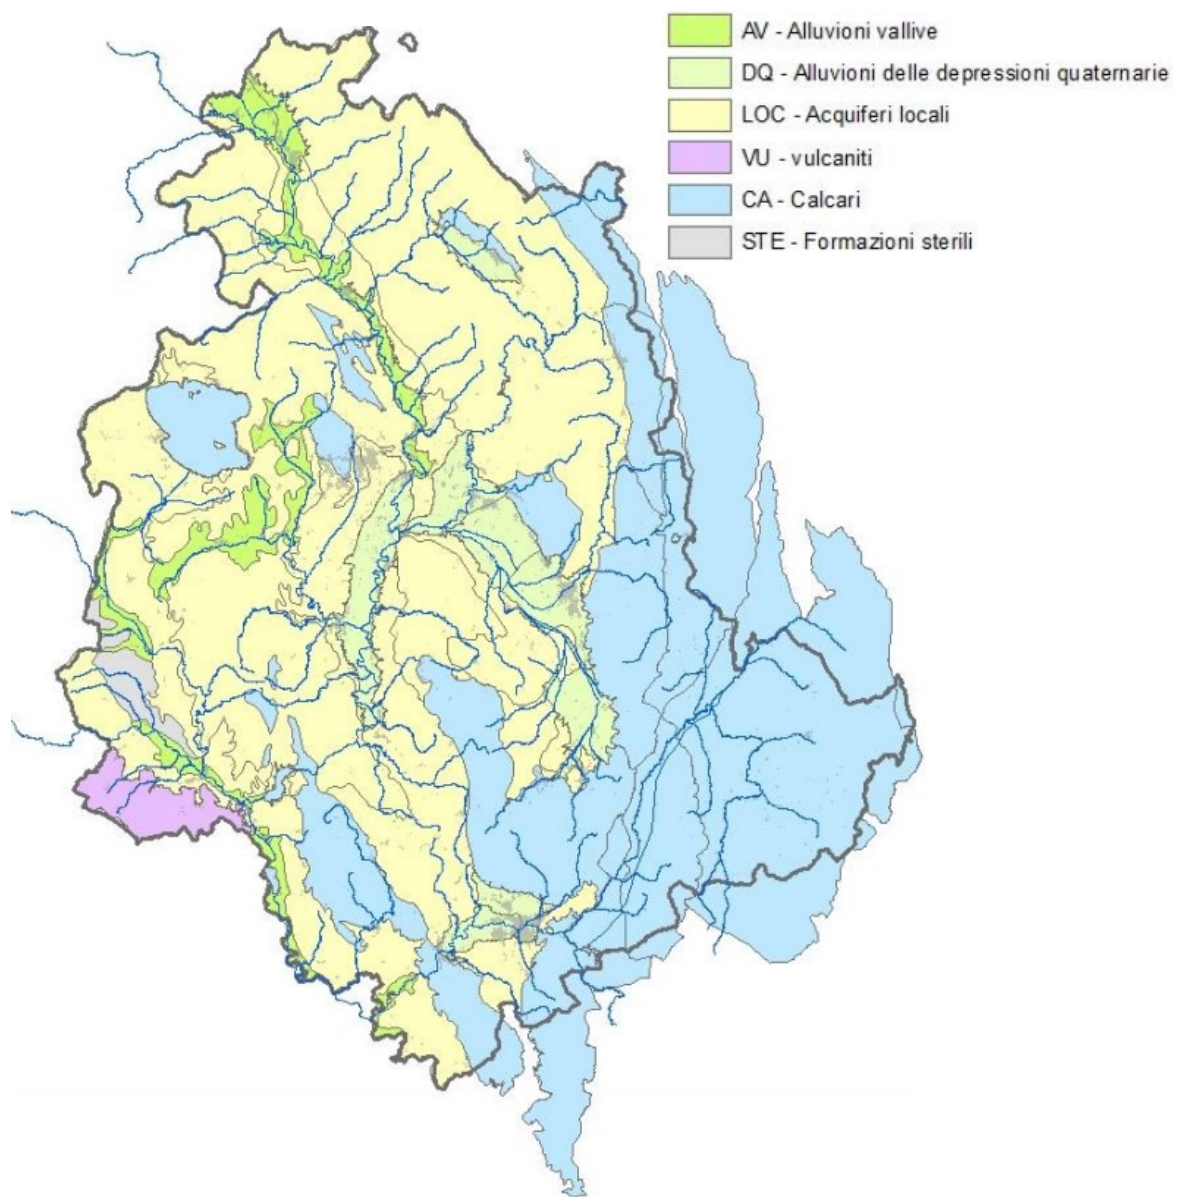 AV - Alluvioni vallive
DQ - Alluvioni delle depressioni quaternarie
LOC - Acquiferi locali
VU - vulcaniti
CA - Calcari
STE - Formazioni sterili